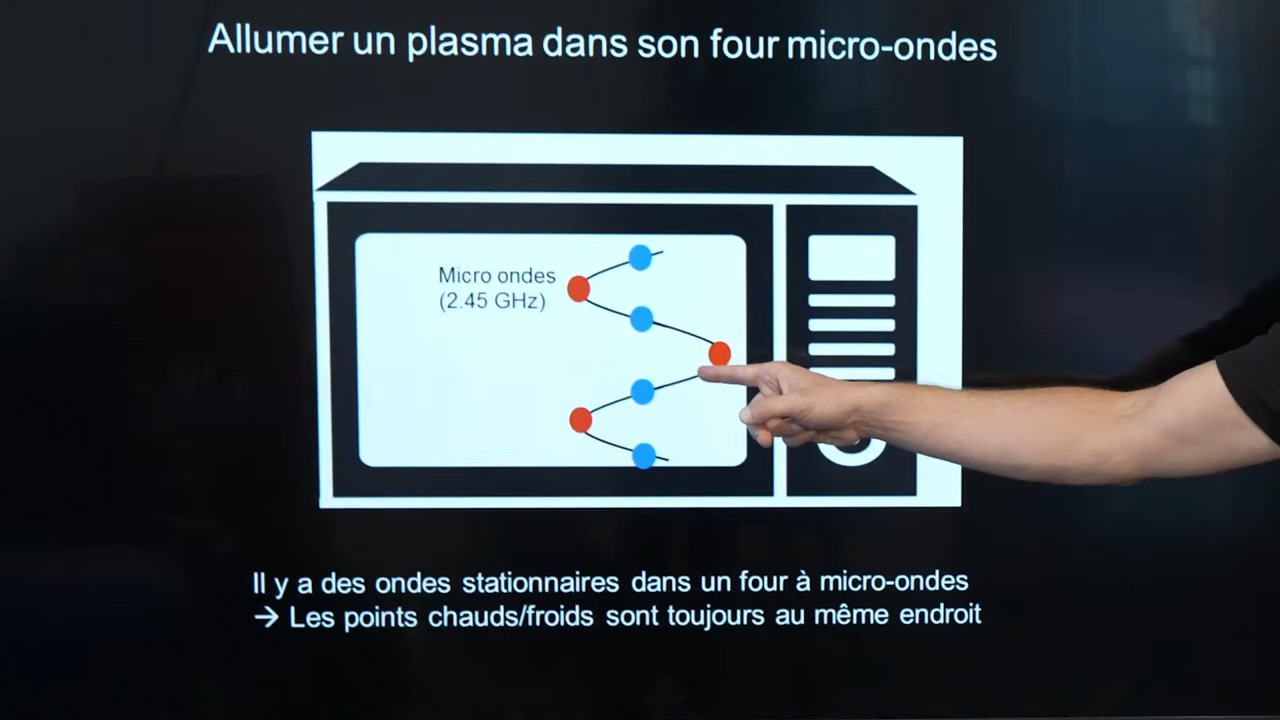 Allumer un plasma dans son four micro-ondes
Micro ondes
(2.45 GHz)
Il y a des ondes stationnaires dans un four à micro-ondes
→ Les points chauds/froids sont toujours au même endroit